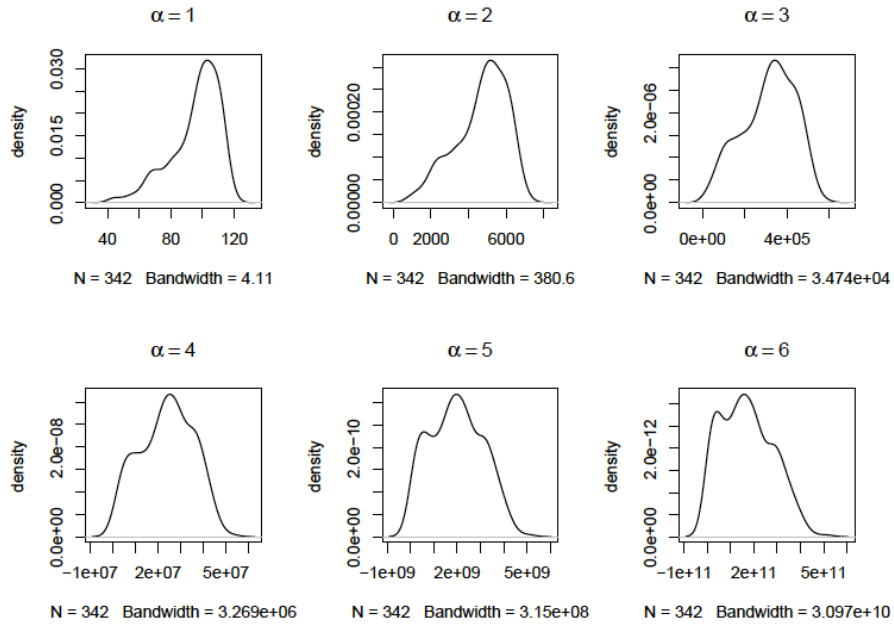 α = 1
α = 2
α = 3
density
0.000 0.015 0.030
40 80 120
N = 342 Bandwidth = 4.11
density
0.00000 0.00020
0 2000 6000
N = 342 Bandwidth = 380.6
density
0.0e+00 2.0e−06
0e+00 4e+05
N = 342 Bandwidth = 3.474e+04
α = 4
α = 5
α = 6
density
0.0e+00 2.0e−08
−1e+07 2e+07 5e+07
N = 342 Bandwidth = 3.269e+06
density
0.0e+00 2.0e−10
−1e+09 2e+09 5e+09
N = 342 Bandwidth = 3.15e+08
density
0.0e+00 2.0e−12
−1e+11 2e+11 5e+11
N = 342 Bandwidth = 3.097e+10